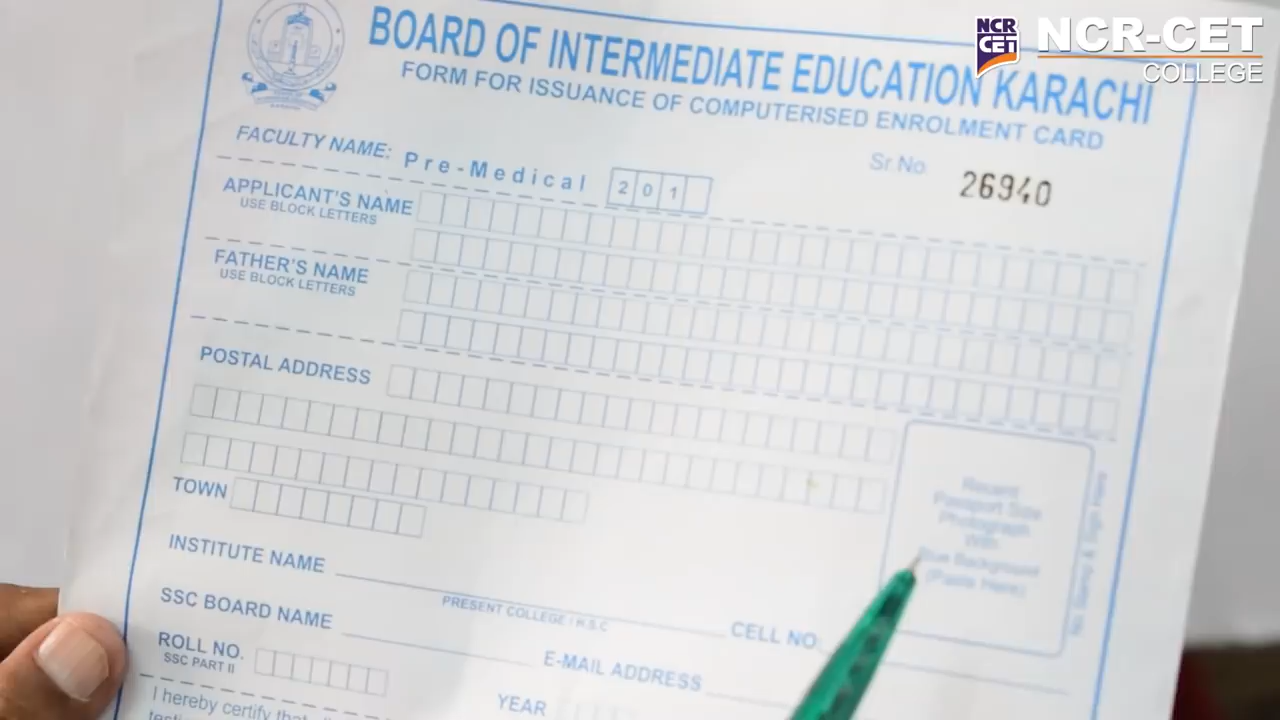 NCR
CET
NCR-CET
COLLEGE
BOARD OF INTERMEDIATE EDUCATION KARACHI
FORM FOR ISSUANCE OF COMPUTERISED ENROLMENT CARD
FACULTY NAME: Pre-Medical 201
Sr No. 26940
APPLICANT'S NAME
USE BLOCK LETTERS
FATHER'S NAME
USE BLOCK LETTERS
POSTAL ADDRESS
Recent
Passport Size
Photograph
With
Blue Background
(Paste Here)
TOWN
INSTITUTE NAME
PRESENT COLLEGE / H.S.C
CELL NO.
SSC BOARD NAME
E-MAIL ADDRESS
ROLL NO.
SSC PART II
YEAR
I hereby certify that